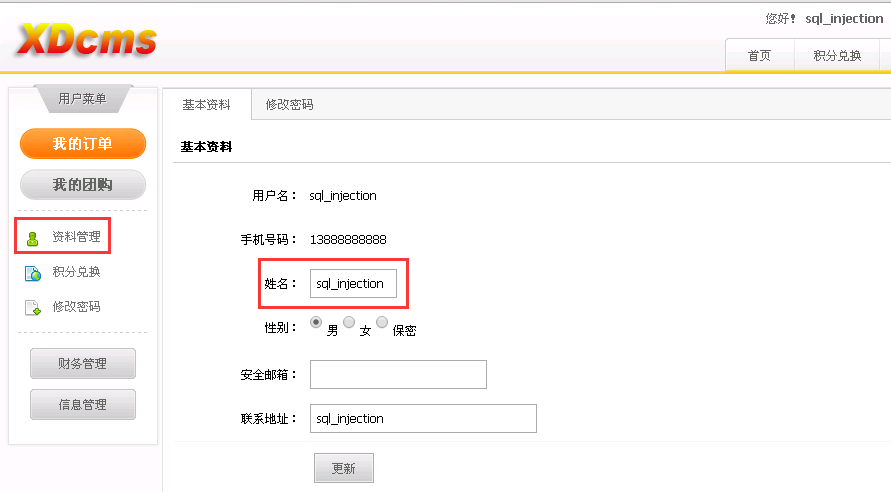 您好! sql_injection
XDcms
首页 积分兑换
用户菜单
基本资料 修改密码
我的订单
基本资料
我的团购
用户名: sql_injection
资料管理
手机号码: 13888888888
积分兑换
姓名: sql_injection
修改密码
性别: 男 女 保密
财务管理
安全邮箱:
信息管理
联系地址: sql_injection
更新